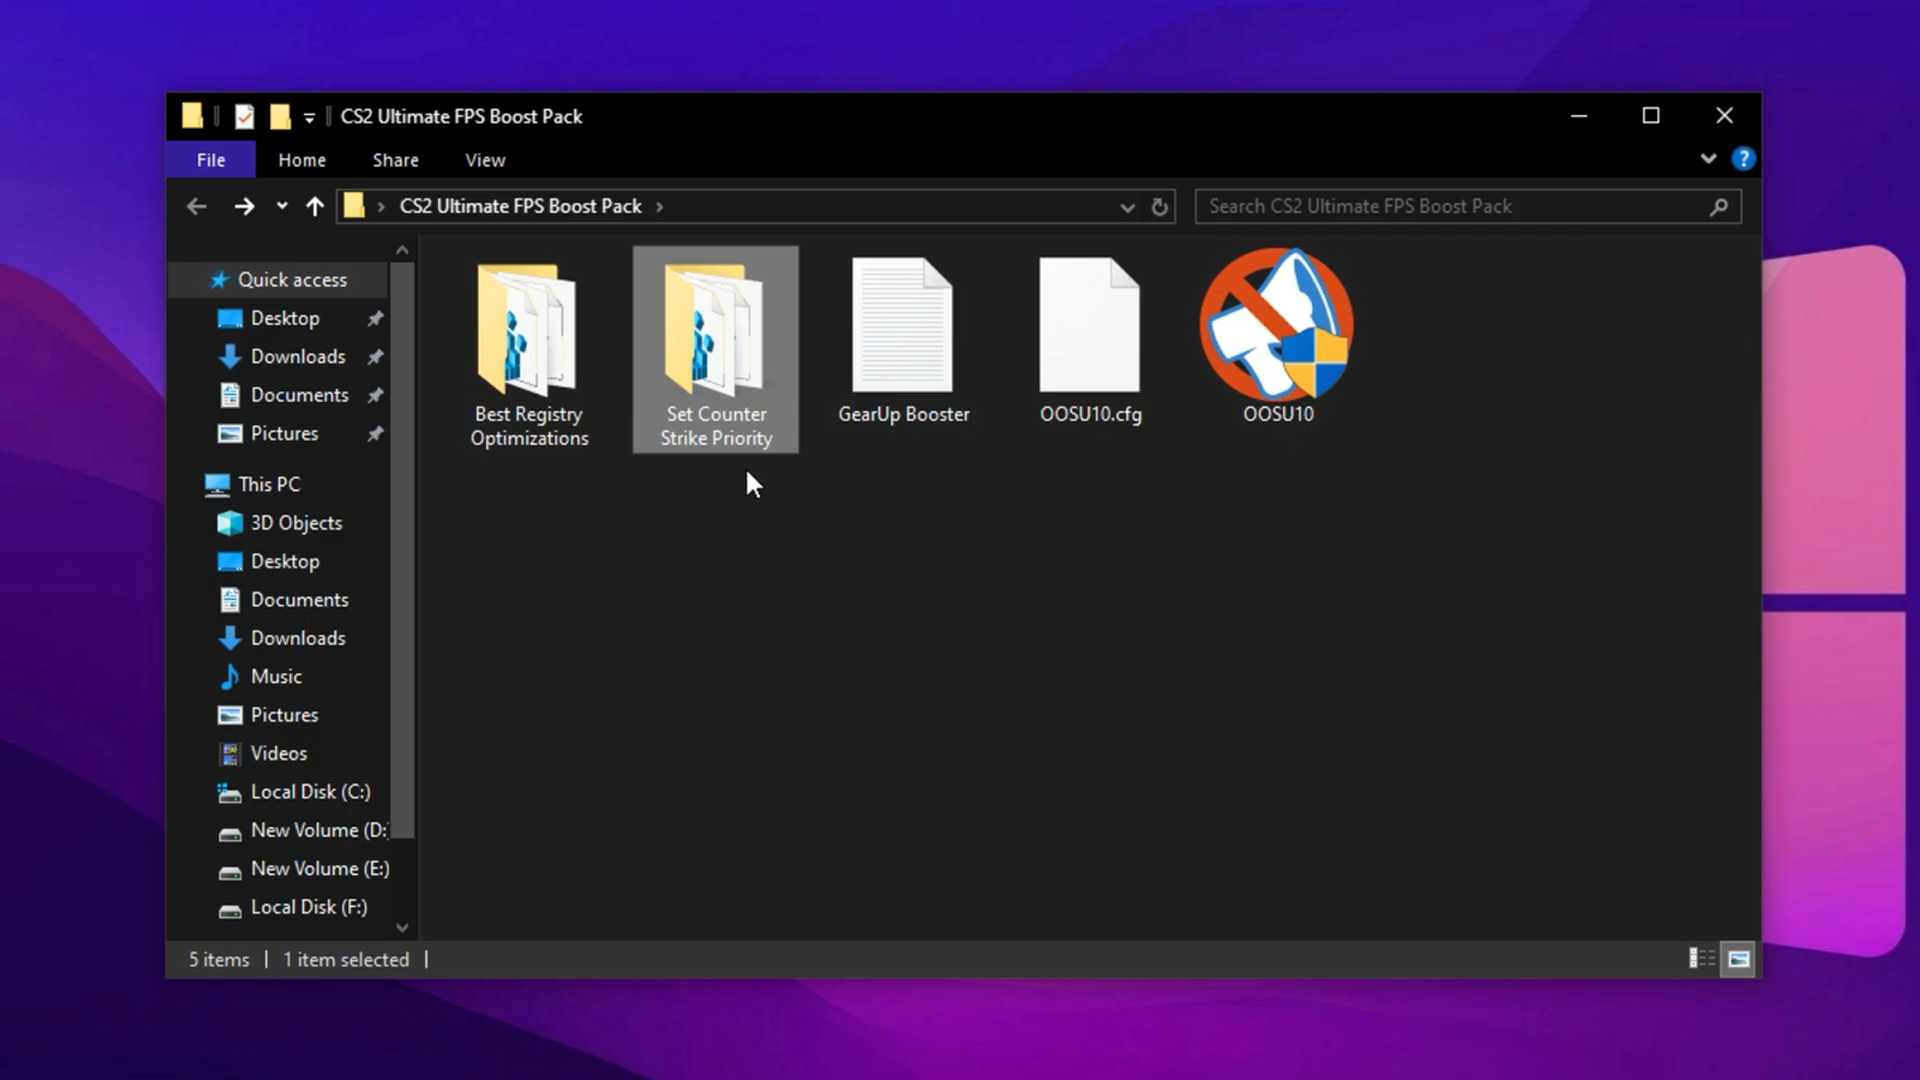 CS2 Ultimate FPS Boost Pack
File
Home
Share
View
?
CS2 Ultimate FPS Boost Pack
Search CS2 Ultimate FPS Boost Pack
Quick access
Desktop
Downloads
Documents
Pictures
This PC
3D Objects
Desktop
Documents
Downloads
Music
Pictures
Videos
Local Disk (C:)
New Volume (D:
New Volume (E:)
Local Disk (F:)
Best Registry
Optimizations
Set Counter
Strike Priority
GearUp Booster
OOSU10.cfg
OOSU10
5 items
1 item selected